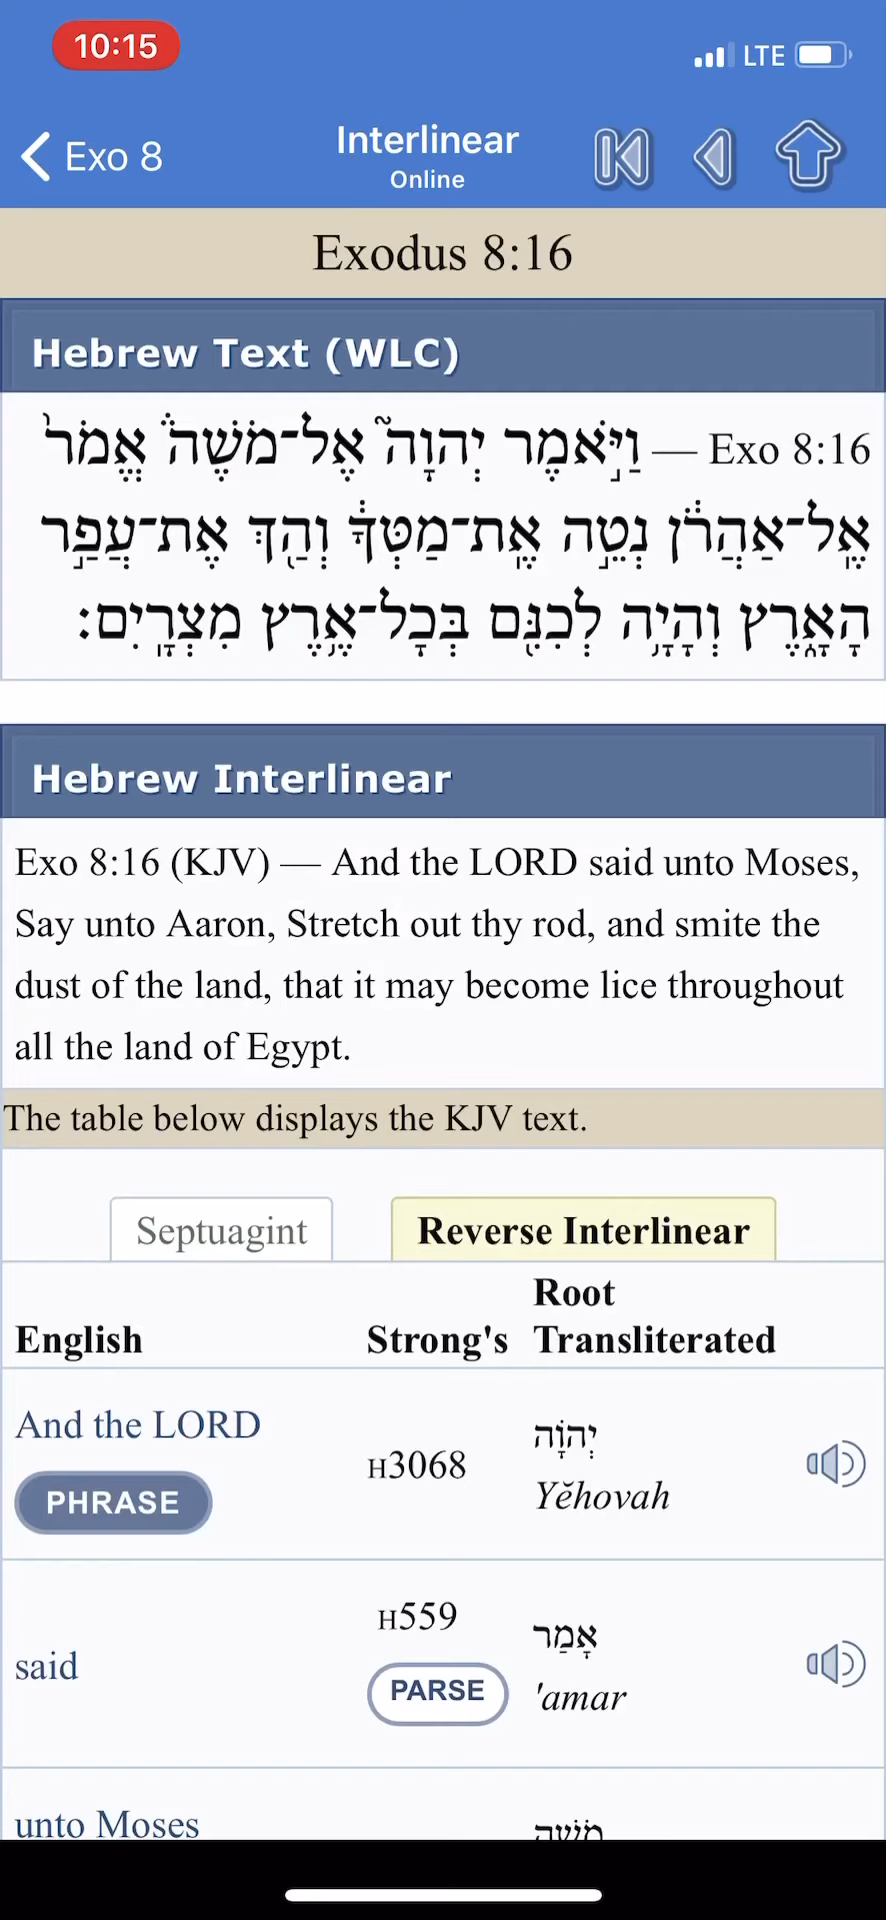 10:15
LTE
Exo 8
Interlinear
Online
Exodus 8:16
Hebrew Text (WLC)
Exo 8:16 — וַיֹּ֣אמֶר יְהוָה֮ אֶל־מֹשֶׁה֒ אֱמֹר֙
אֶֽל־אַהֲרֹ֔ן נְטֵ֣ה אֶֽת־מַטְּךָ֔ וְהַ֖ךְ אֶת־עֲפַ֣ר
הָאָ֑רֶץ וְהָיָ֥ה לְכִנִּ֖ם בְּכָל־אֶ֥רֶץ מִצְרָֽיִם׃
Hebrew Interlinear
Exo 8:16 (KJV) — And the LORD said unto Moses,
Say unto Aaron, Stretch out thy rod, and smite the
dust of the land, that it may become lice throughout
all the land of Egypt.
The table below displays the KJV text.
Septuagint
Reverse Interlinear
English
Strong's
Root
Transliterated
And the LORD
PHRASE
H3068
יְהֹוָה
Yĕhovah
said
H559
PARSE
אָמַר
'amar
unto Moses
משה